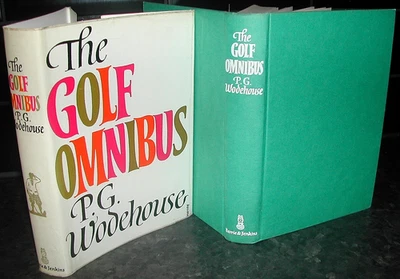 The
GOLF
OMNIBUS
P.G.
Wodehouse
The
GOLF
OMNIBUS
P.G.
Wodehouse
The
GOLF
OMNIBUS
P.G.
Wodehouse
Barrie & Jenkins